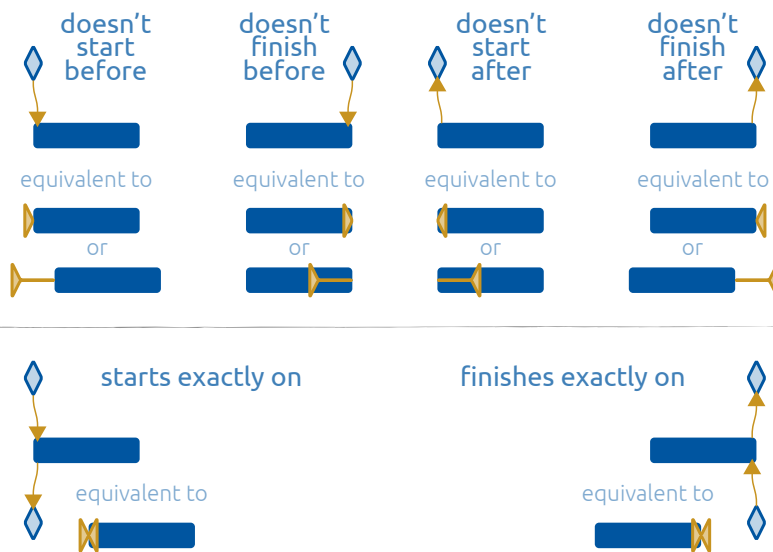 doesn't
start
before
doesn't
finish
before
doesn't
start
after
doesn't
finish
after
equivalent to
equivalent to
equivalent to
equivalent to
or
or
or
or
starts exactly on
finishes exactly on
equivalent to
equivalent to